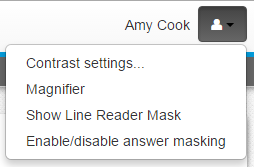 Amy Cook
Contrast settings...
Magnifier
Show Line Reader Mask
Enable/disable answer masking